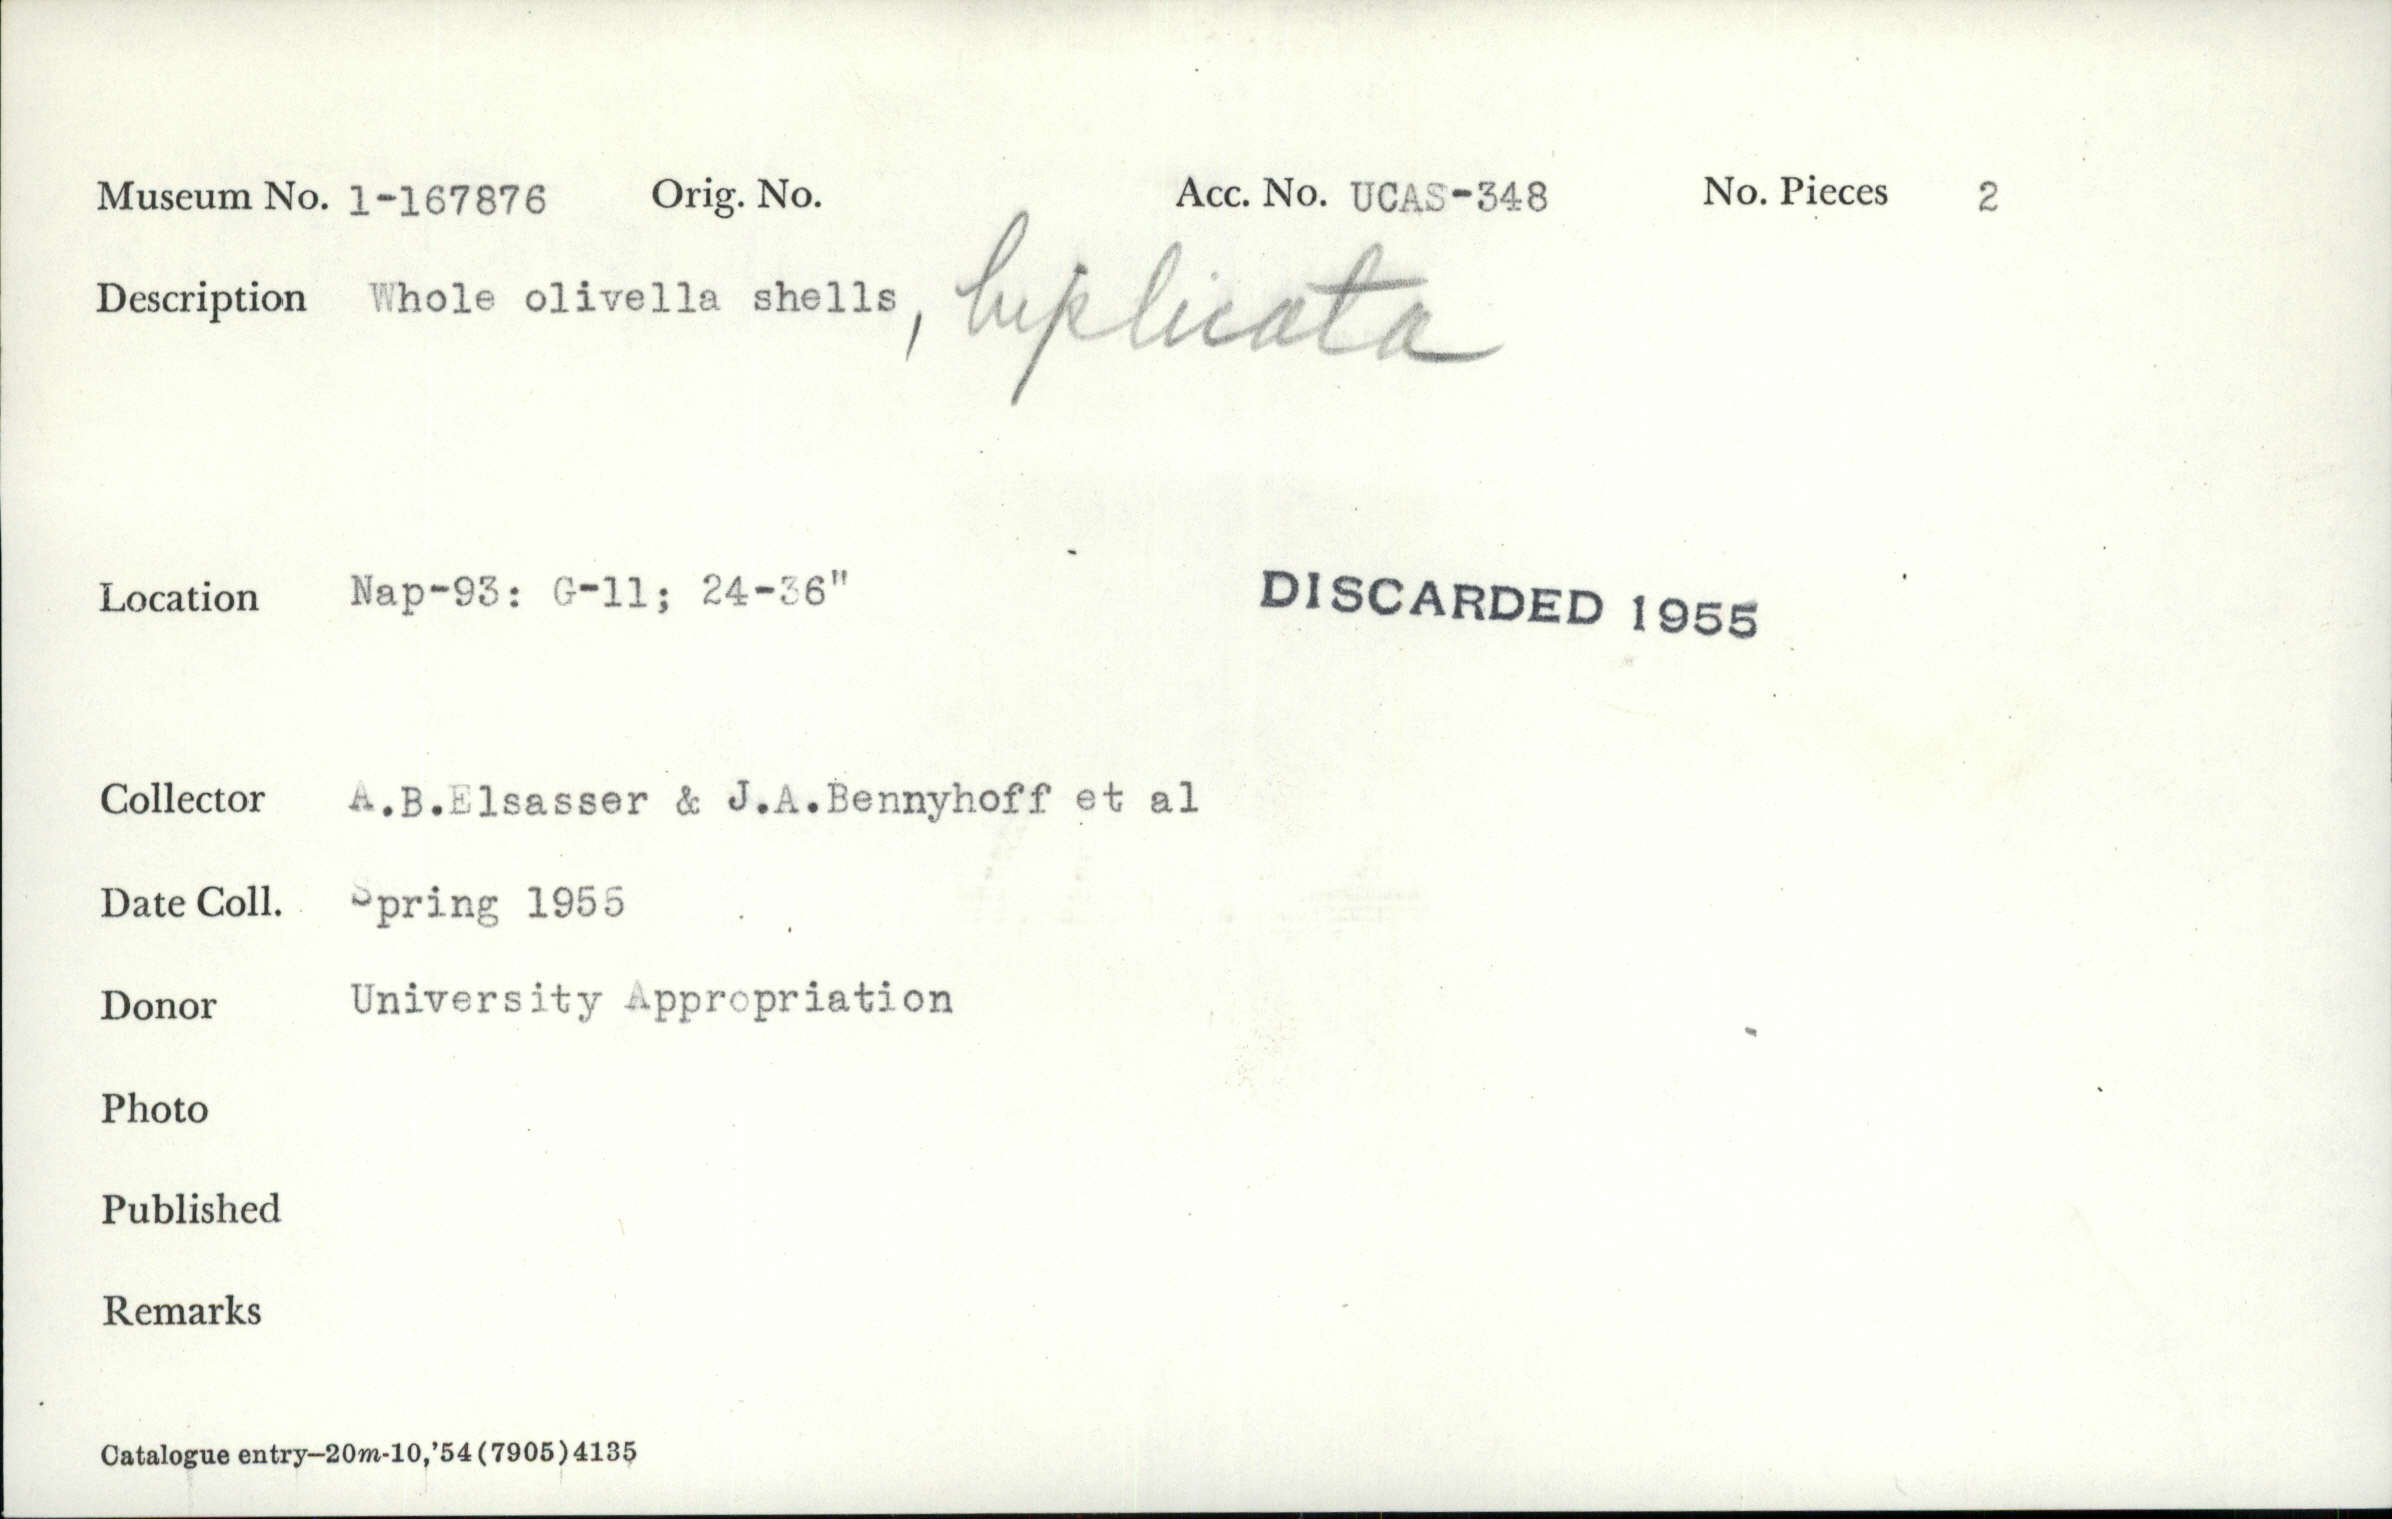 Museum No. 1-167876 Orig. No. Acc. No. UCAS-348 No. Pieces 2
Description Whole olivella shells, biplicata
Location Nap-93: G-11; 24-36" DISCARDED 1955
Collector A.B.Elsasser & J.A.Bennyhoff et al
Date Coll. Spring 1955
Donor University Appropriation
Photo
Published
Remarks
Catalogue entry—20m-10,'54(7905)4135